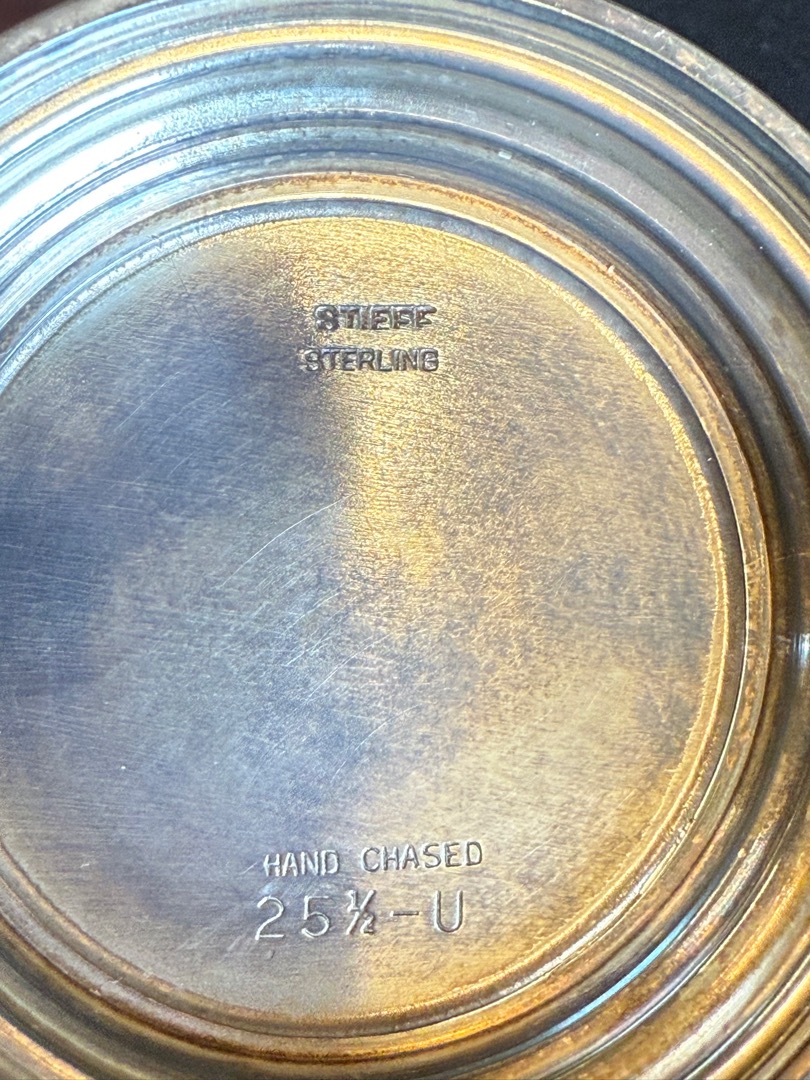 STIEFF
STERLING
HAND CHASED
25½-U